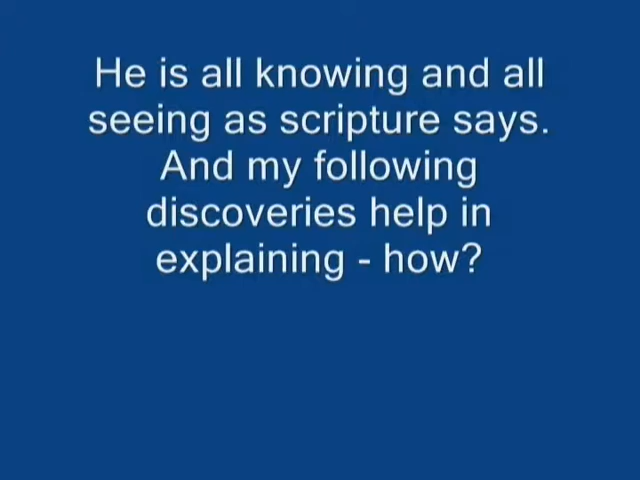 He is all knowing and all
seeing as scripture says.
And my following
discoveries help in
explaining - how?